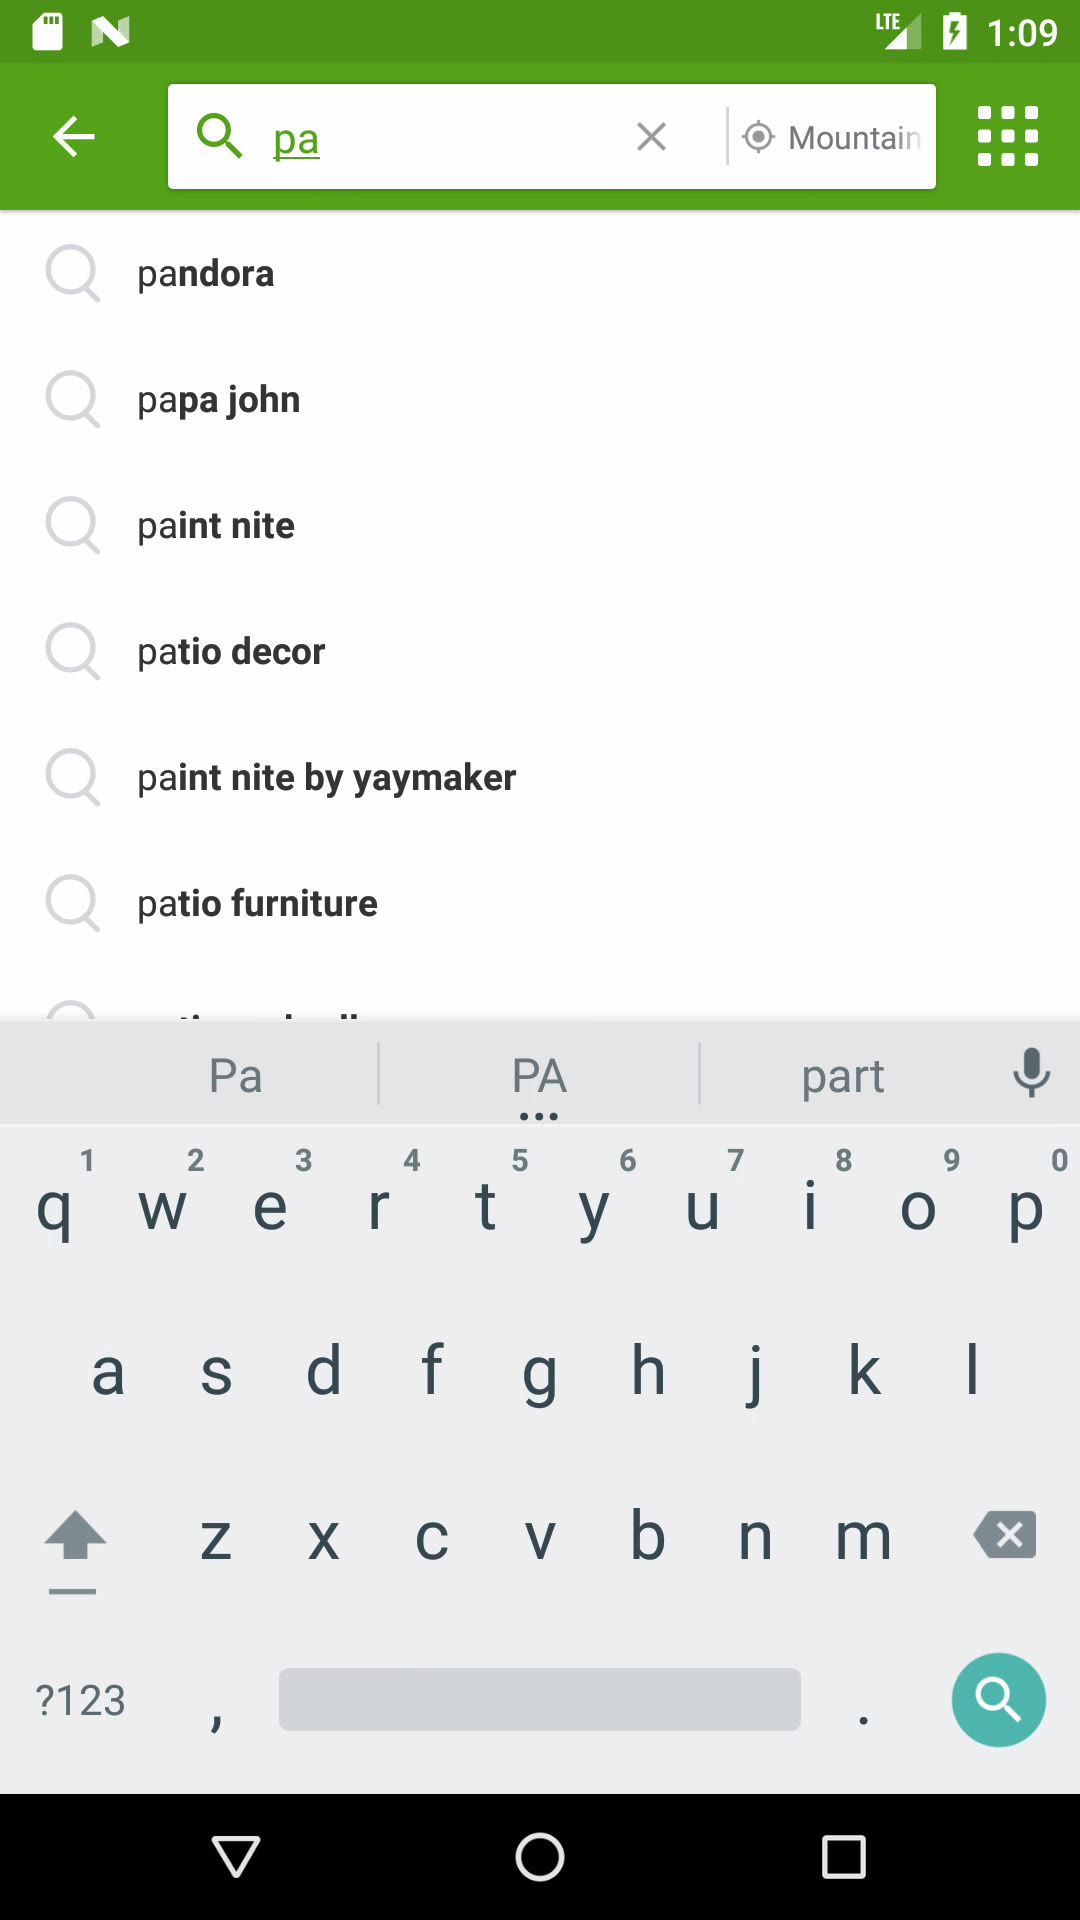 LTE 1:09
pa Mountain
pandora
papa john
paint nite
patio decor
paint nite by yaymaker
patio furniture
Pa PA part
1 2 3 4 5 6 7 8 9 0
q w e r t y u i o p
a s d f g h j k l
z x c v b n m
?123 , .